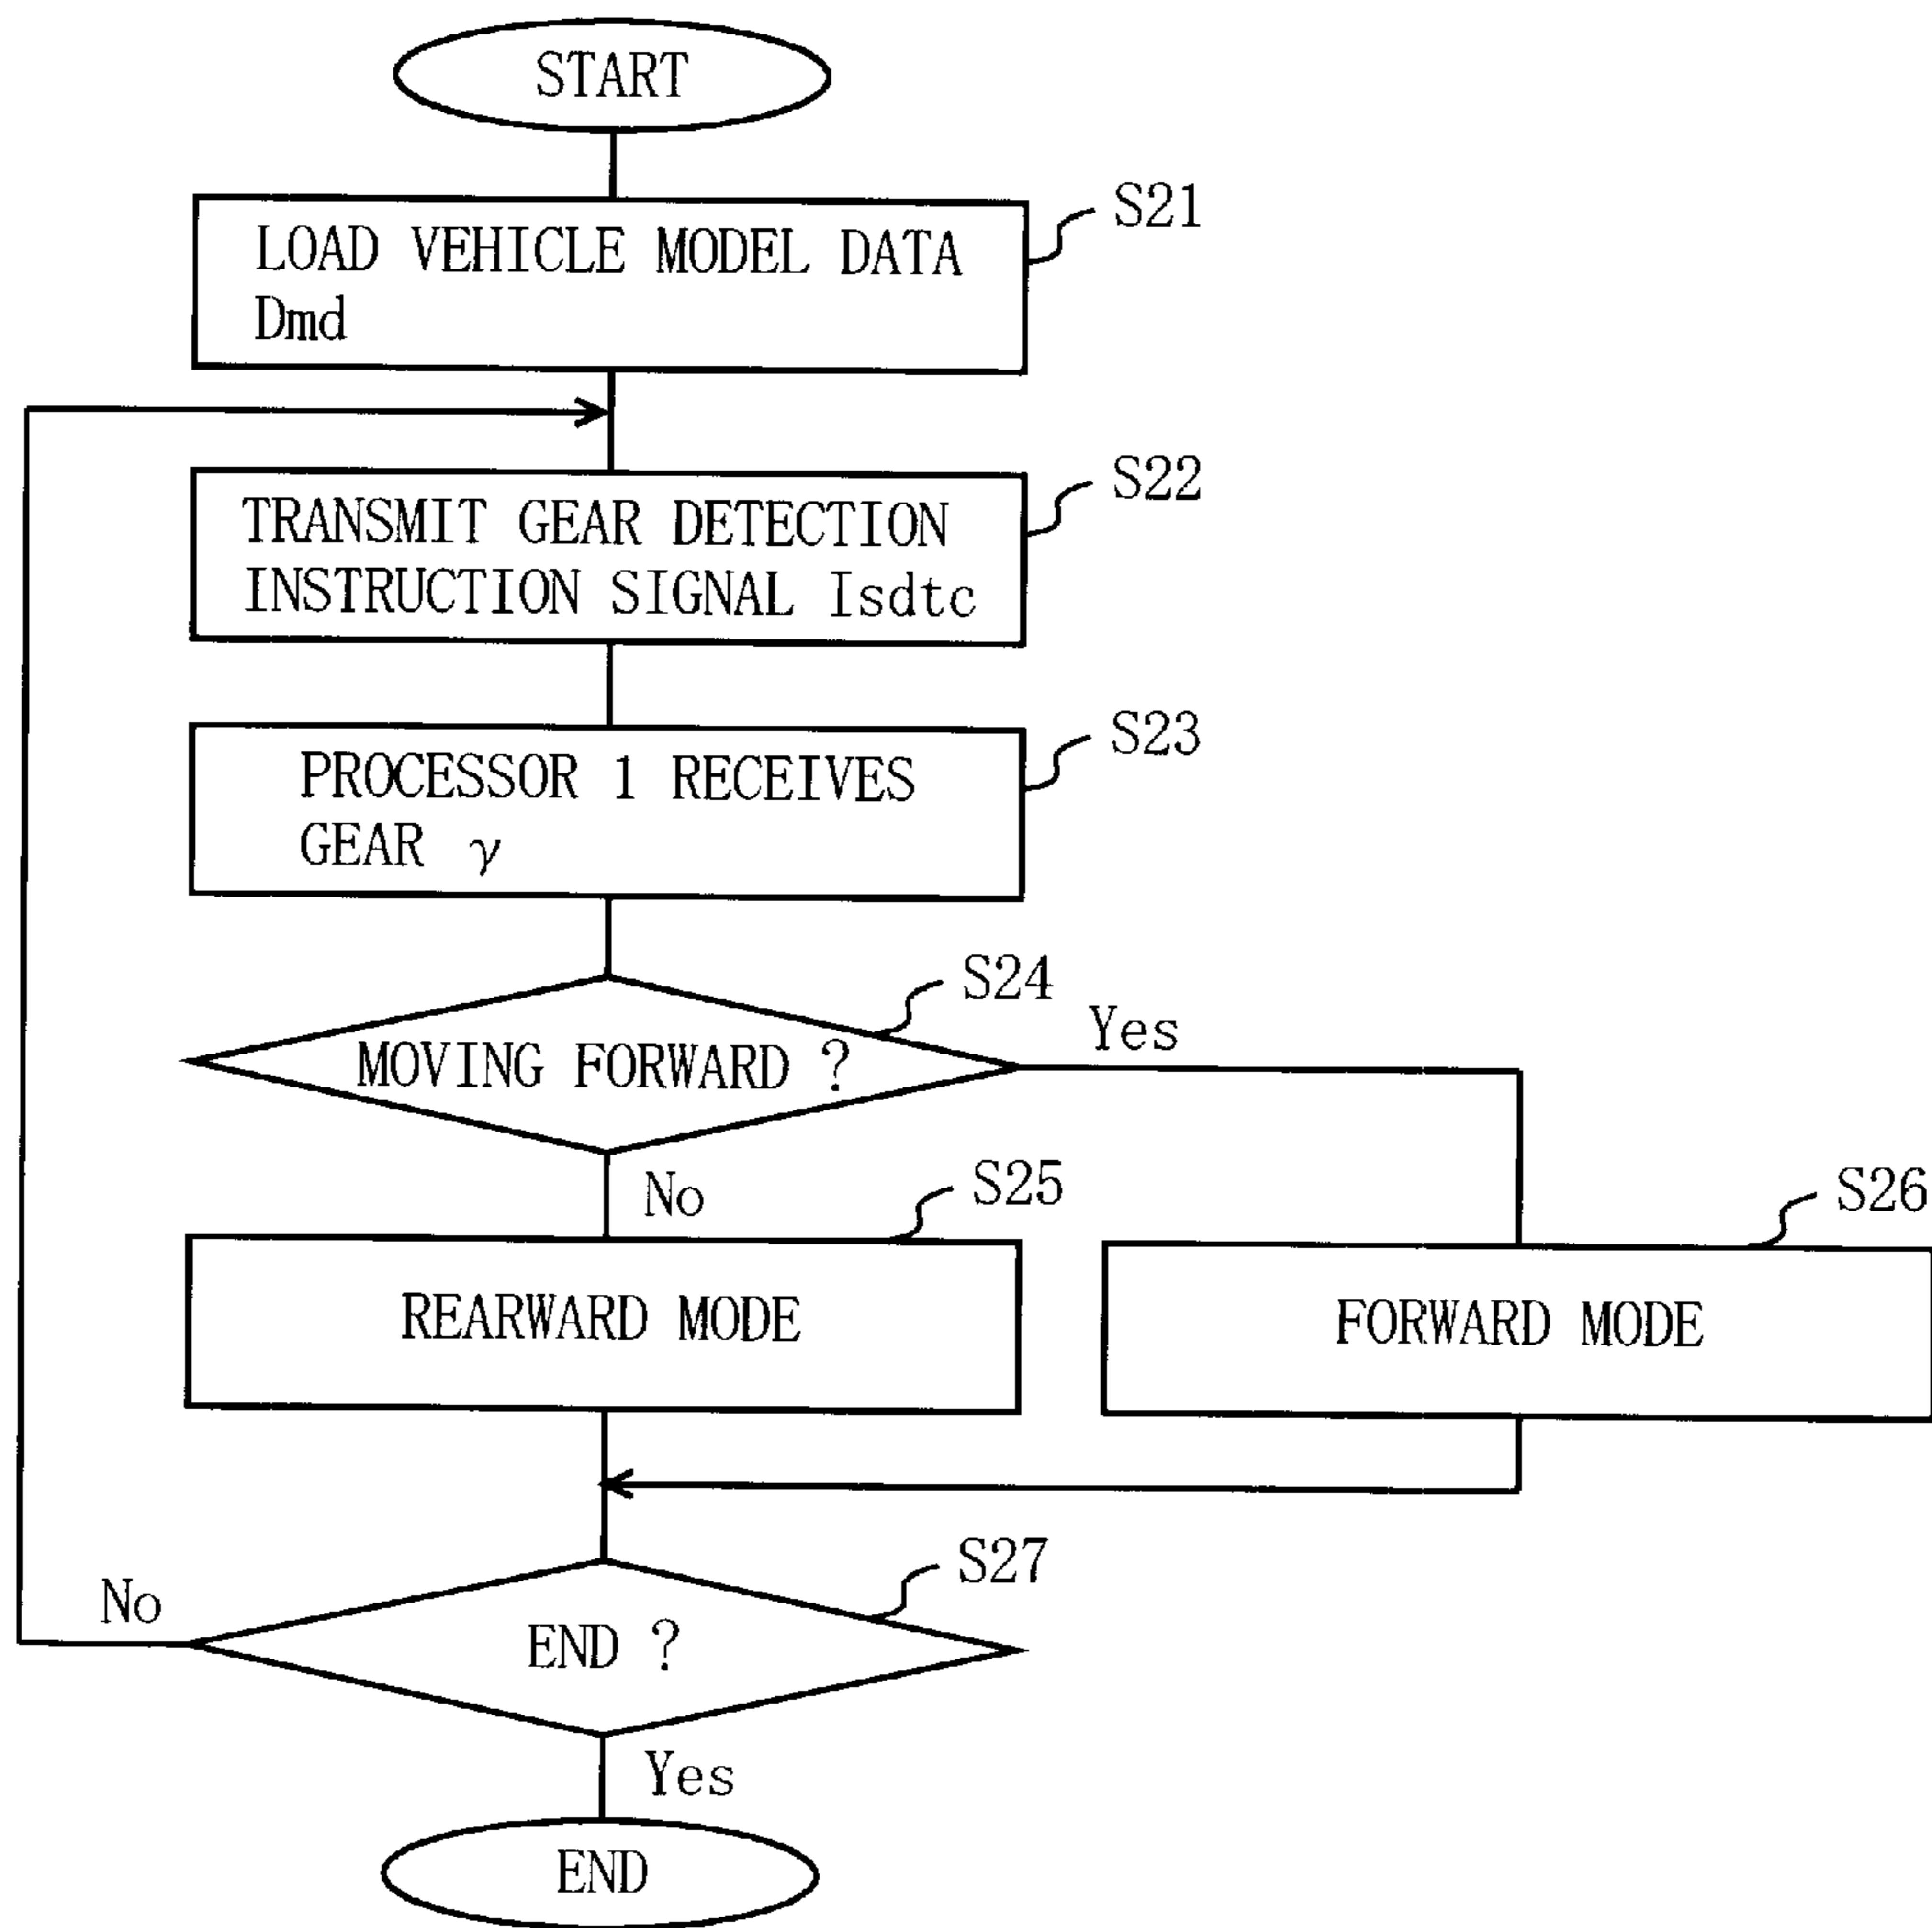 START
S21
LOAD VEHICLE MODEL DATA
Dmd
S22
TRANSMIT GEAR DETECTION
INSTRUCTION SIGNAL Isdtc
S23
PROCESSOR 1 RECEIVES
GEAR γ
S24
MOVING FORWARD ?
Yes
No
S25
REARWARD MODE
S26
FORWARD MODE
S27
END ?
No
Yes
END